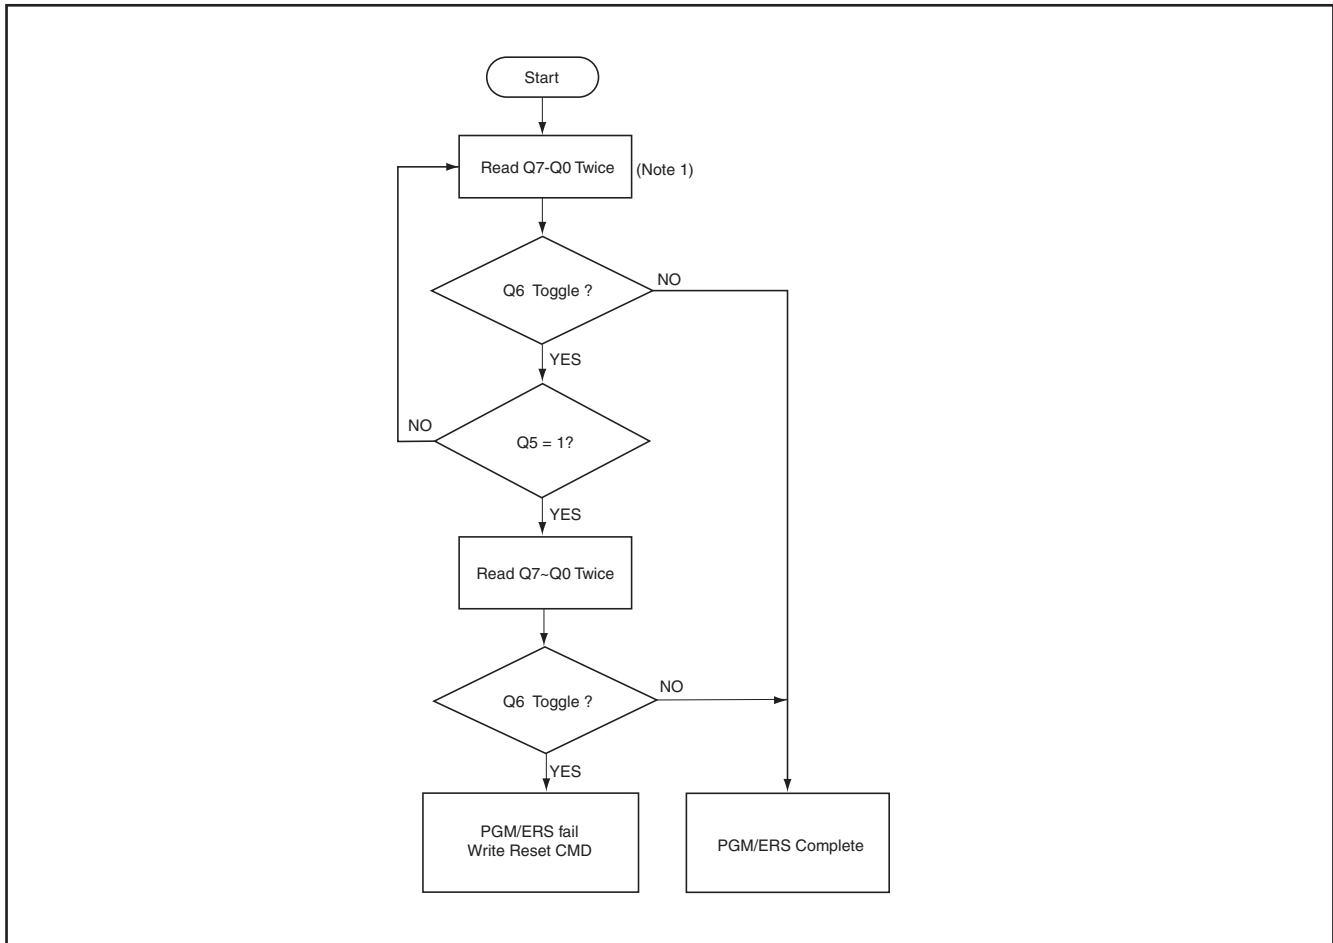 Start
Read Q7-Q0 Twice
(Note 1)
Q6 Toggle ?
NO
YES
NO
Q5 = 1?
YES
Read Q7~Q0 Twice
Q6 Toggle ?
NO
YES
PGM/ERS fail
Write Reset CMD
PGM/ERS Complete